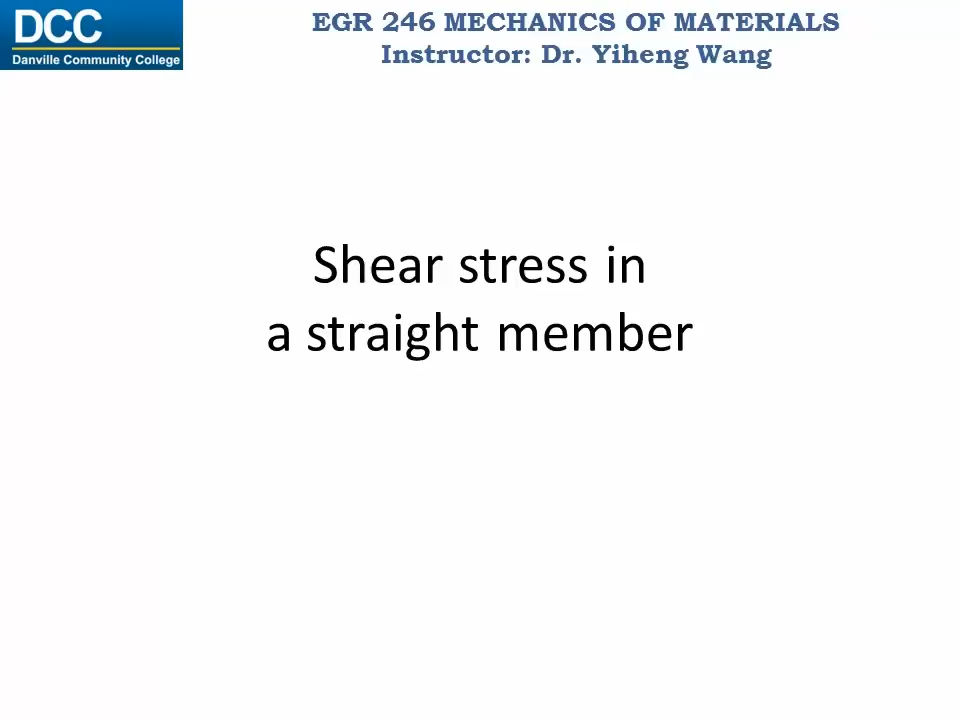 DCC
Danville Community College
EGR 246 MECHANICS OF MATERIALS
Instructor: Dr. Yiheng Wang
Shear stress in
a straight member